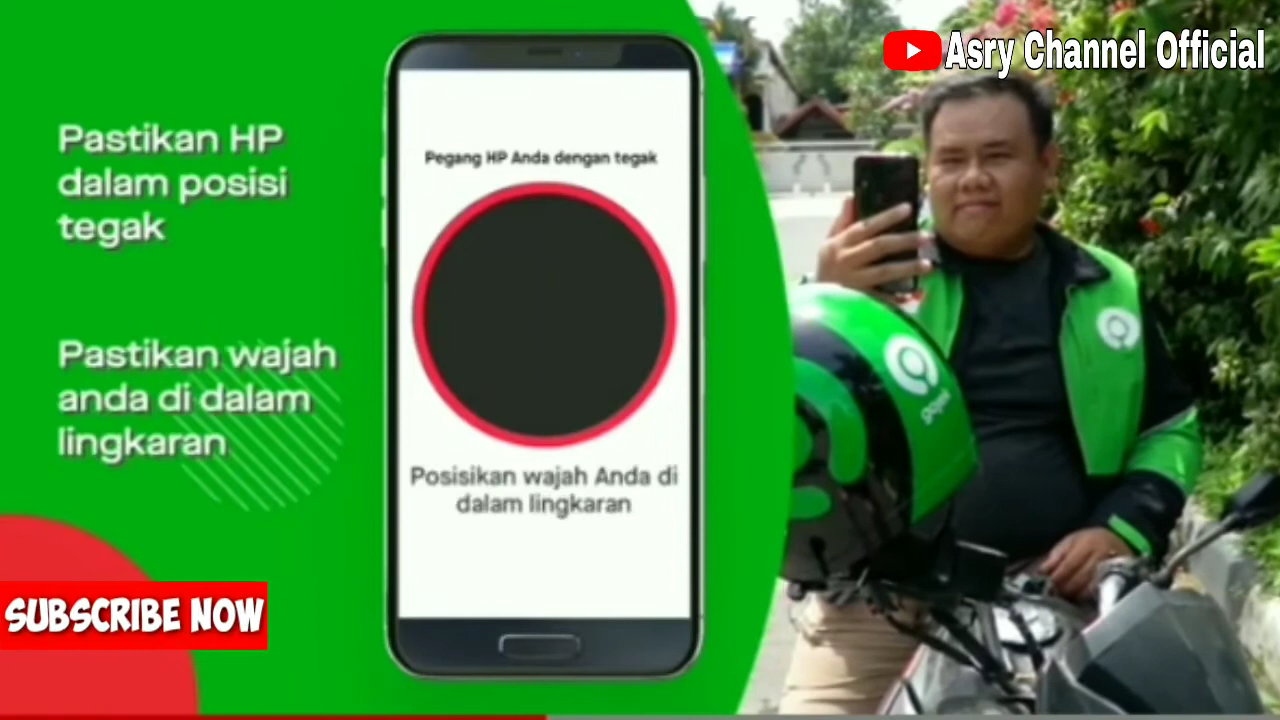 Asry Channel Official
Pastikan HP
dalam posisi
tegak
Pegang HP Anda dengan tegak
Pastikan wajah
anda di dalam
lingkaran
Posisikan wajah Anda di
dalam lingkaran
SUBSCRIBE NOW
gojek